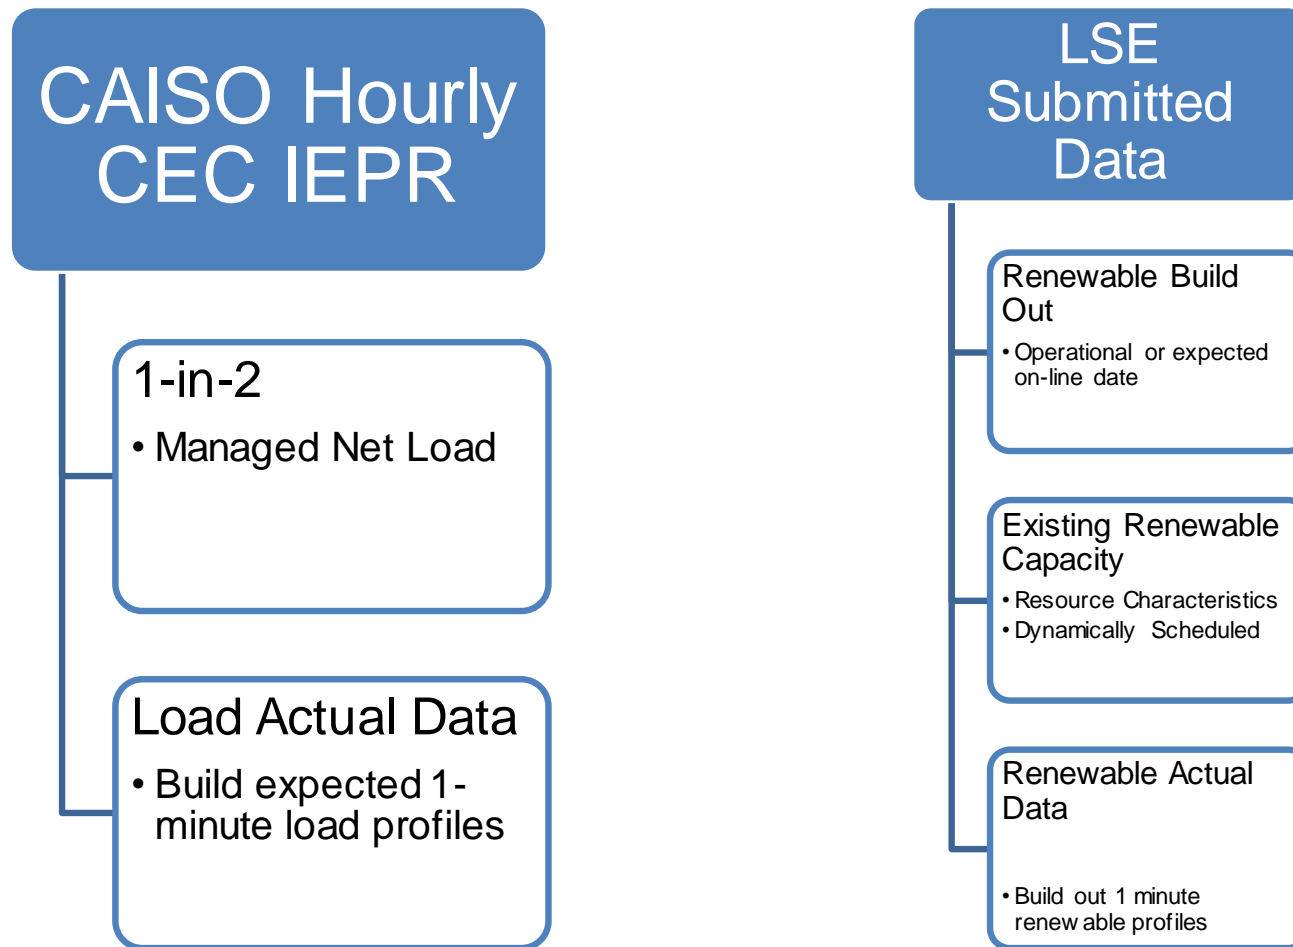 CAISO Hourly
CEC IEPR
1-in-2
• Managed Net Load
Load Actual Data
• Build expected 1-
minute load profiles
LSE
Submitted
Data
Renewable Build
Out
• Operational or expected
on-line date
Existing Renewable
Capacity
• Resource Characteristics
• Dynamically Scheduled
Renewable Actual
Data
• Build out 1 minute
renewable profiles